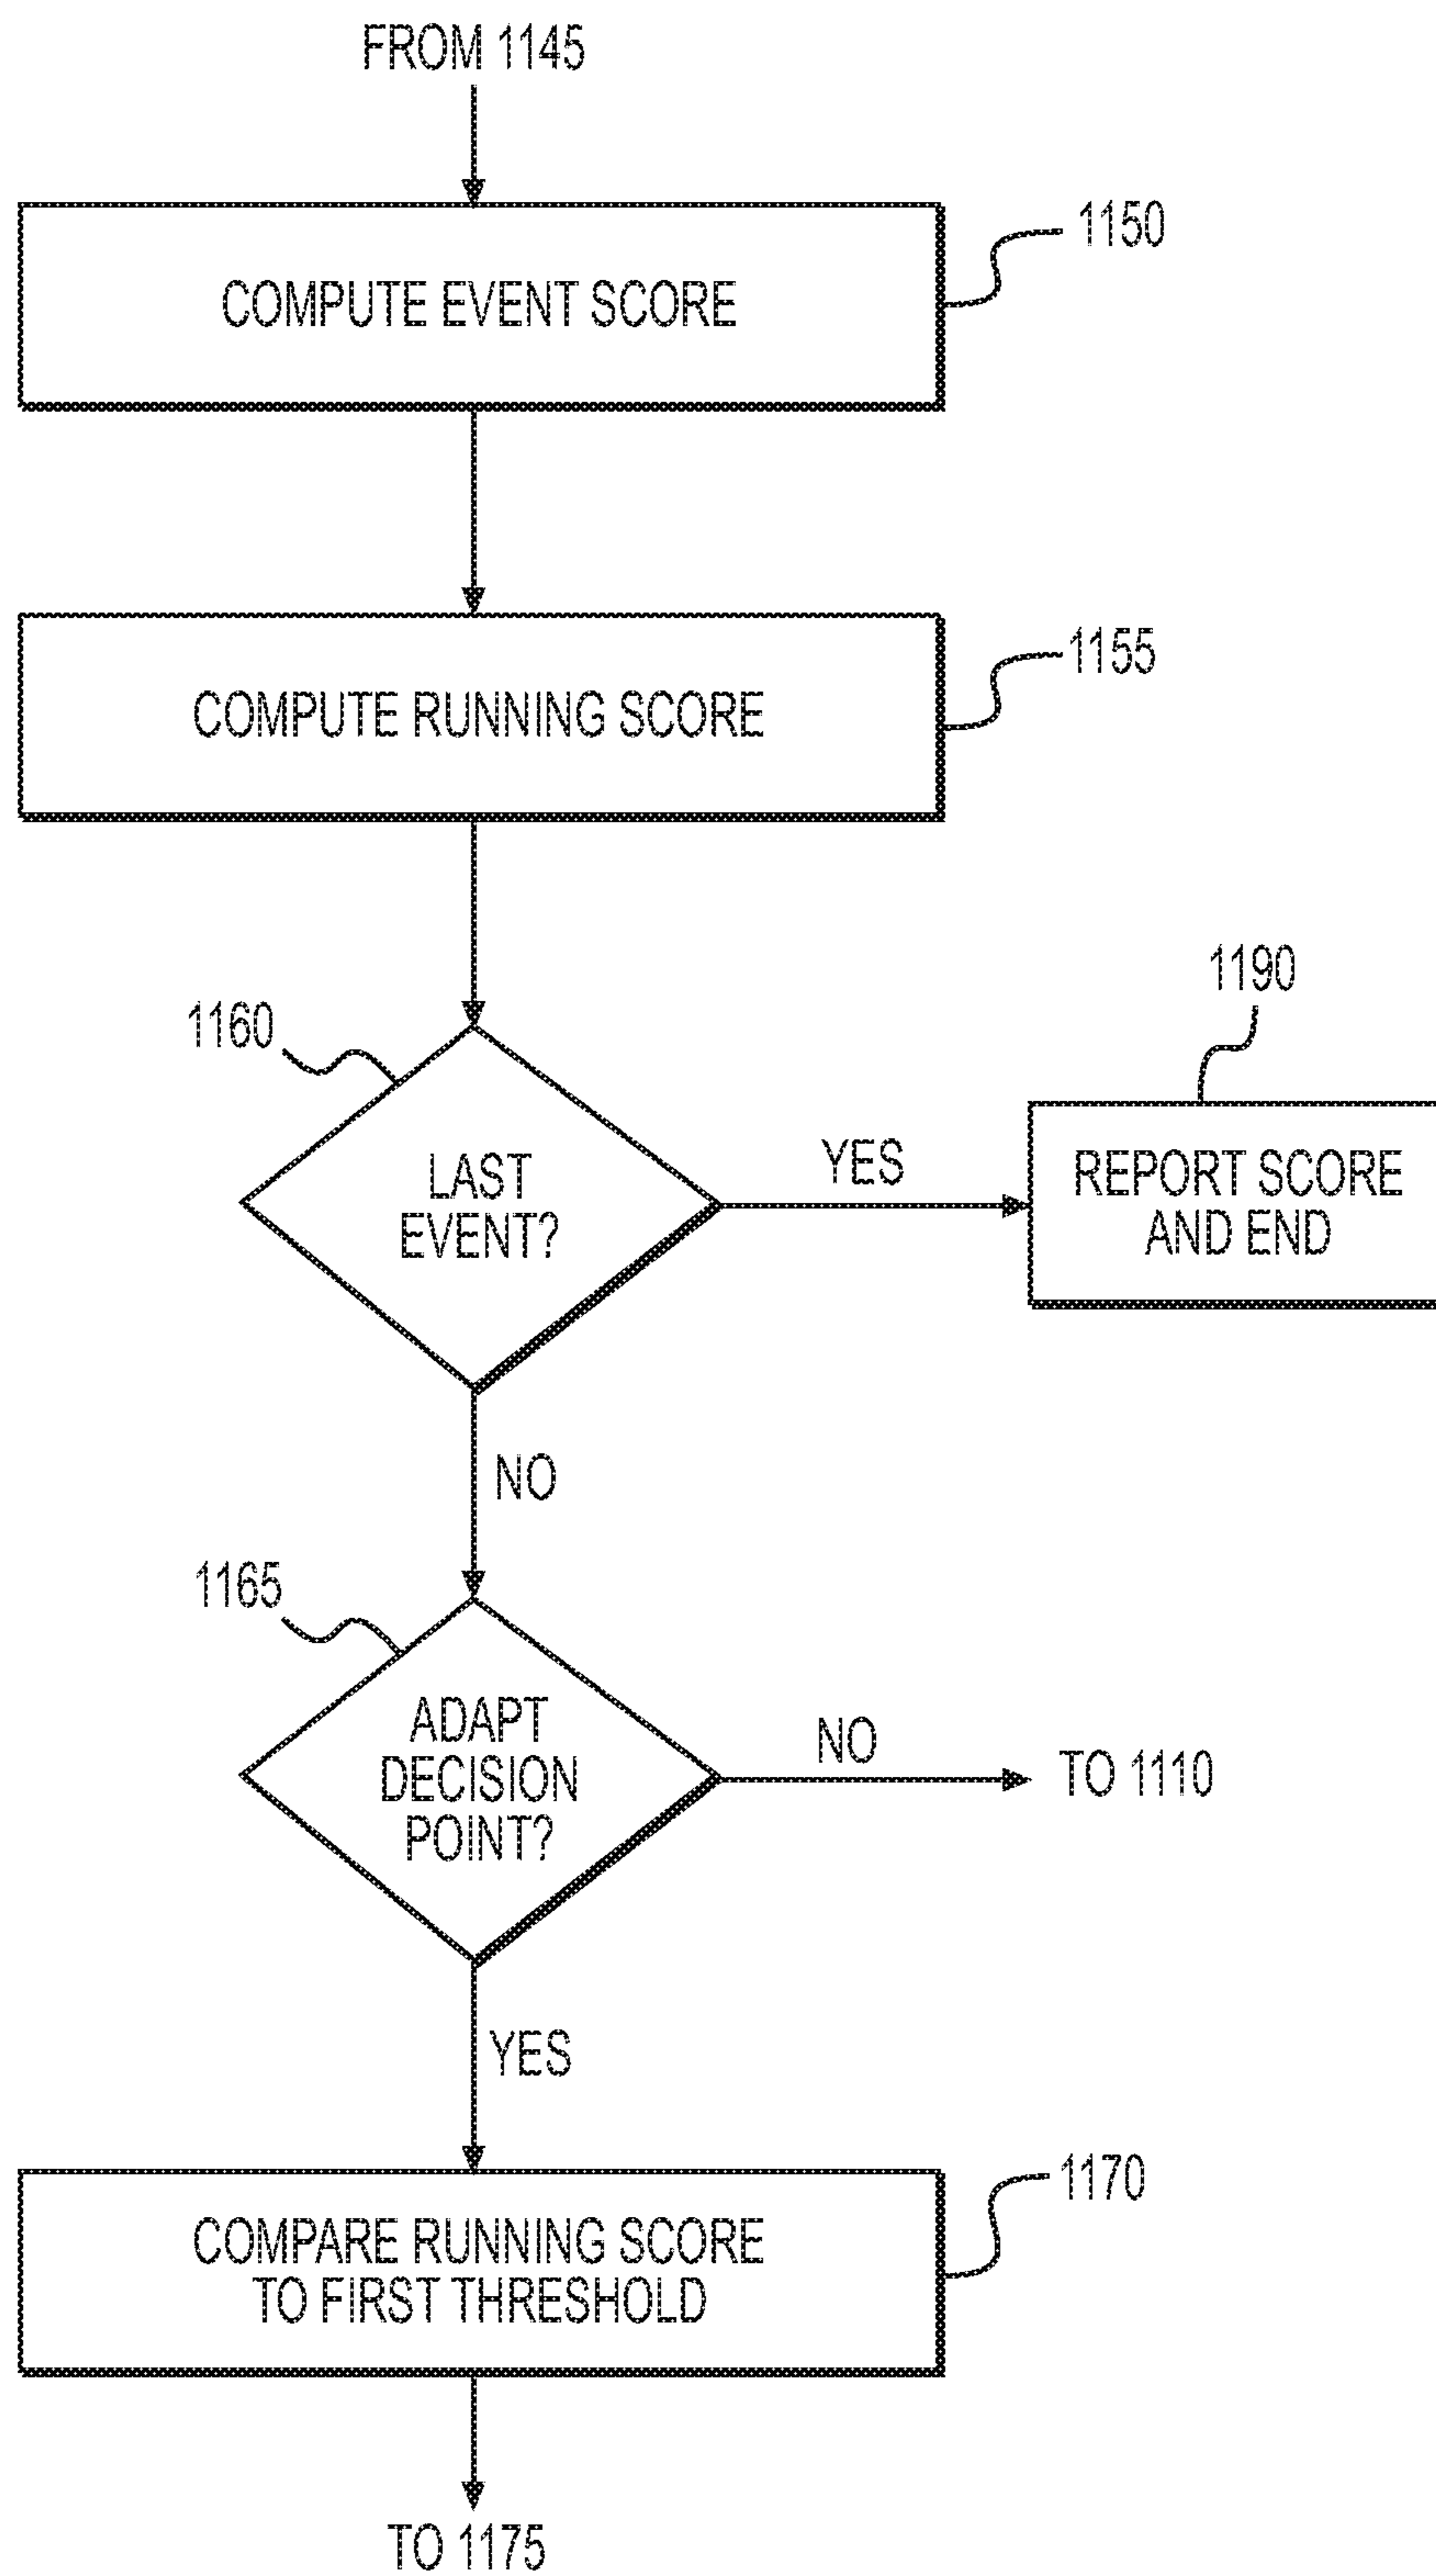 FROM 1145
1150
COMPUTE EVENT SCORE
1155
COMPUTE RUNNING SCORE
1190
1160
YES
LAST
EVENT?
REPORT SCORE
AND END
NO
1165
ADAPT
DECISION
POINT?
NO
TO 1110
YES
1170
COMPARE RUNNING SCORE
TO FIRST THRESHOLD
TO 1175